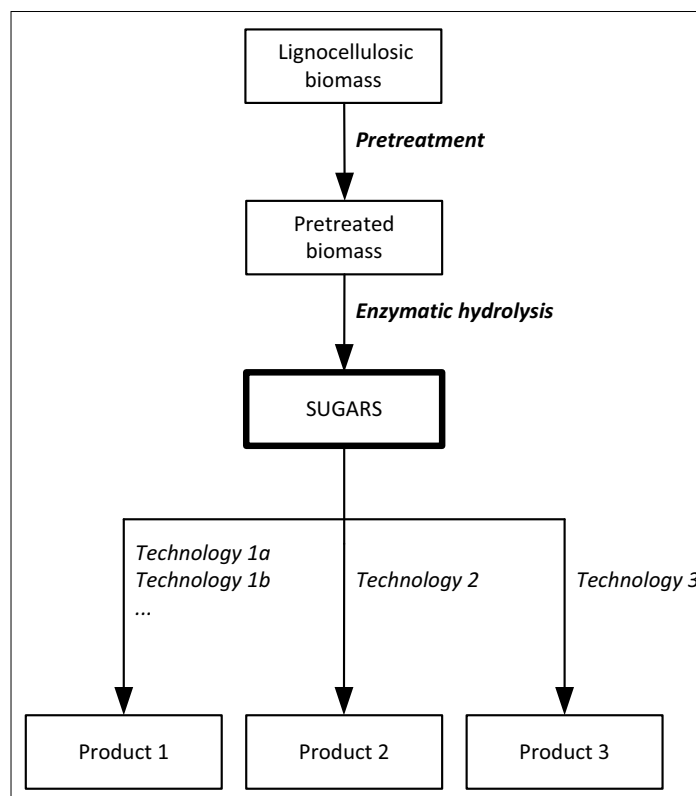 Lignocellulosic
biomass
Pretreatment
Pretreated
biomass
Enzymatic hydrolysis
SUGARS
Technology 1a
Technology 1b
...
Technology 2
Technology 3
Product 1
Product 2
Product 3